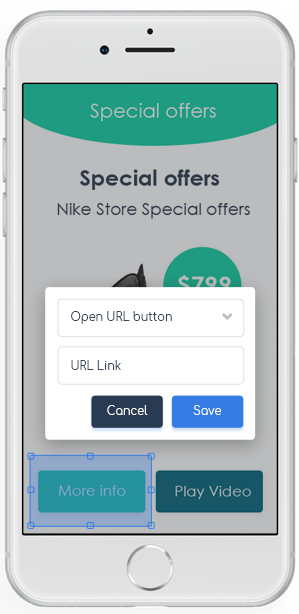 Special offers
Special offers
Nike Store Special offers
$799
Open URL button
URL Link
Cancel
Save
More info
Play Video